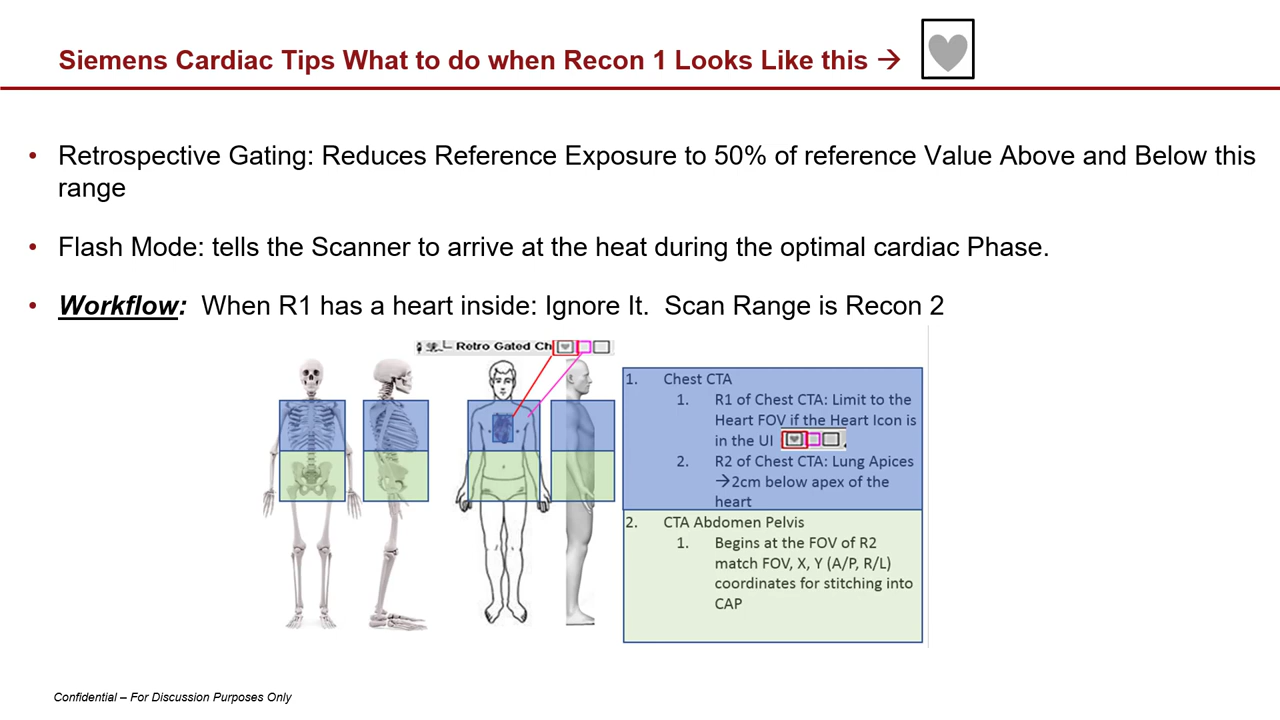 Siemens Cardiac Tips What to do when Recon 1 Looks Like this →
• Retrospective Gating: Reduces Reference Exposure to 50% of reference Value Above and Below this
range
• Flash Mode: tells the Scanner to arrive at the heat during the optimal cardiac Phase.
• Workflow: When R1 has a heart inside: Ignore It. Scan Range is Recon 2
Retro Gated Ch
1. Chest CTA
1. R1 of Chest CTA: Limit to the
Heart FOV if the Heart Icon is
in the UI
2. R2 of Chest CTA: Lung Apices
→2cm below apex of the
heart
2. CTA Abdomen Pelvis
1. Begins at the FOV of R2
match FOV, X, Y (A/P, R/L)
coordinates for stitching into
CAP
Confidential – For Discussion Purposes Only